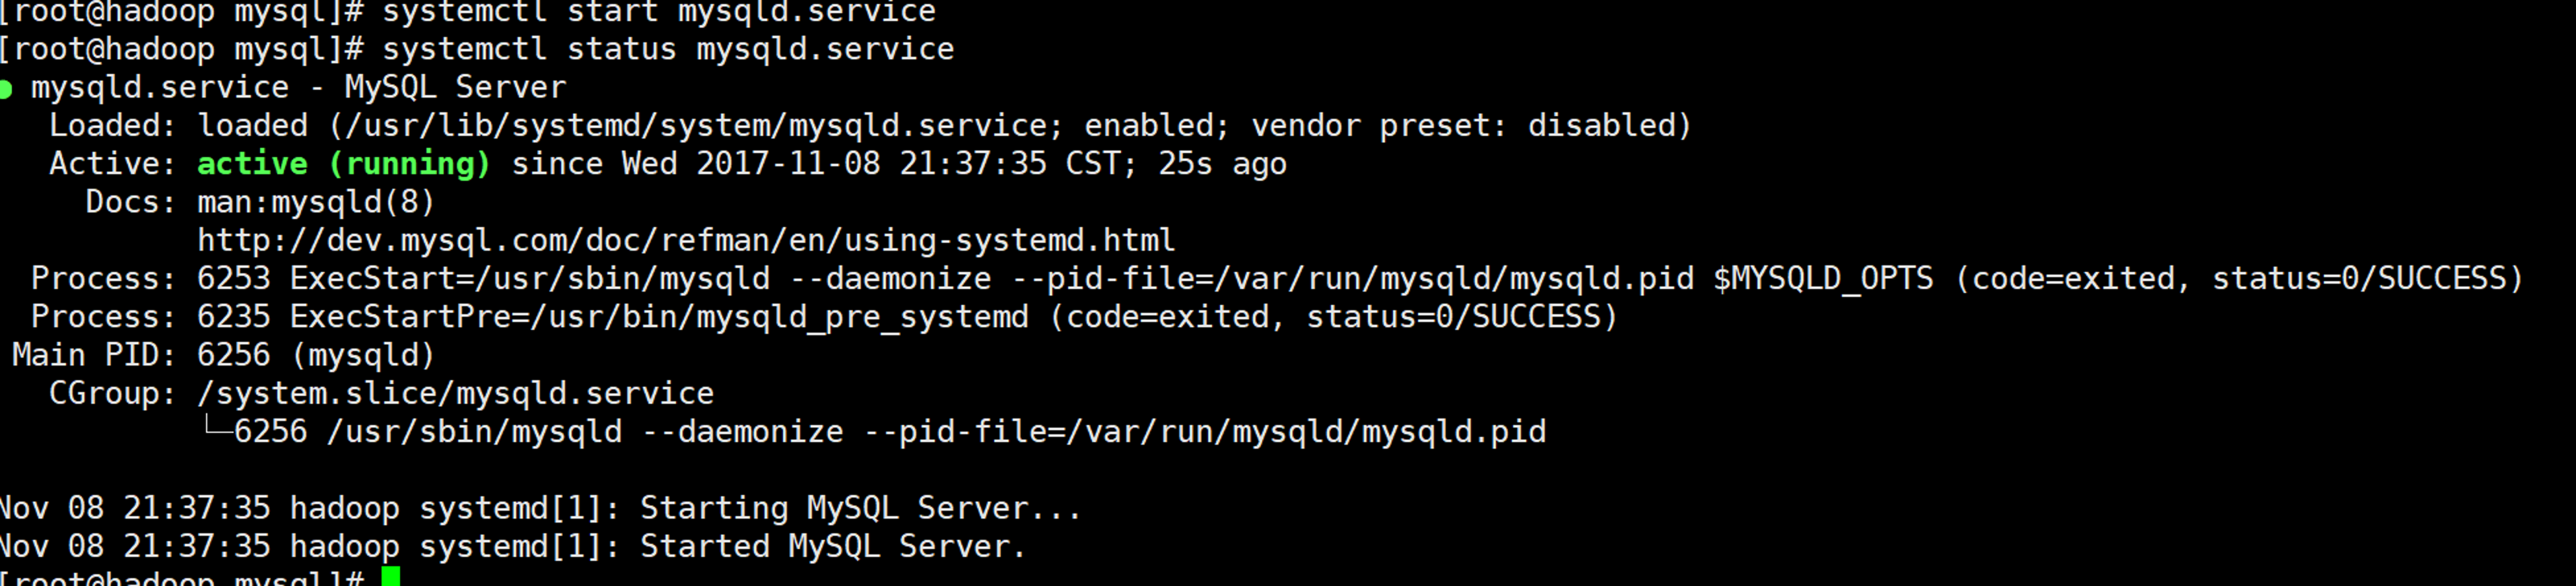 [root@hadoop mysql]# systemctl start mysqld.service
[root@hadoop mysql]# systemctl status mysqld.service
● mysqld.service - MySQL Server
   Loaded: loaded (/usr/lib/systemd/system/mysqld.service; enabled; vendor preset: disabled)
   Active: active (running) since Wed 2017-11-08 21:37:35 CST; 25s ago
     Docs: man:mysqld(8)
           http://dev.mysql.com/doc/refman/en/using-systemd.html
  Process: 6253 ExecStart=/usr/sbin/mysqld --daemonize --pid-file=/var/run/mysqld/mysqld.pid $MYSQLD_OPTS (code=exited, status=0/SUCCESS)
  Process: 6235 ExecStartPre=/usr/bin/mysqld_pre_systemd (code=exited, status=0/SUCCESS)
 Main PID: 6256 (mysqld)
   CGroup: /system.slice/mysqld.service
           └─6256 /usr/sbin/mysqld --daemonize --pid-file=/var/run/mysqld/mysqld.pid
Nov 08 21:37:35 hadoop systemd[1]: Starting MySQL Server...
Nov 08 21:37:35 hadoop systemd[1]: Started MySQL Server.
[root@hadoop mysql]#